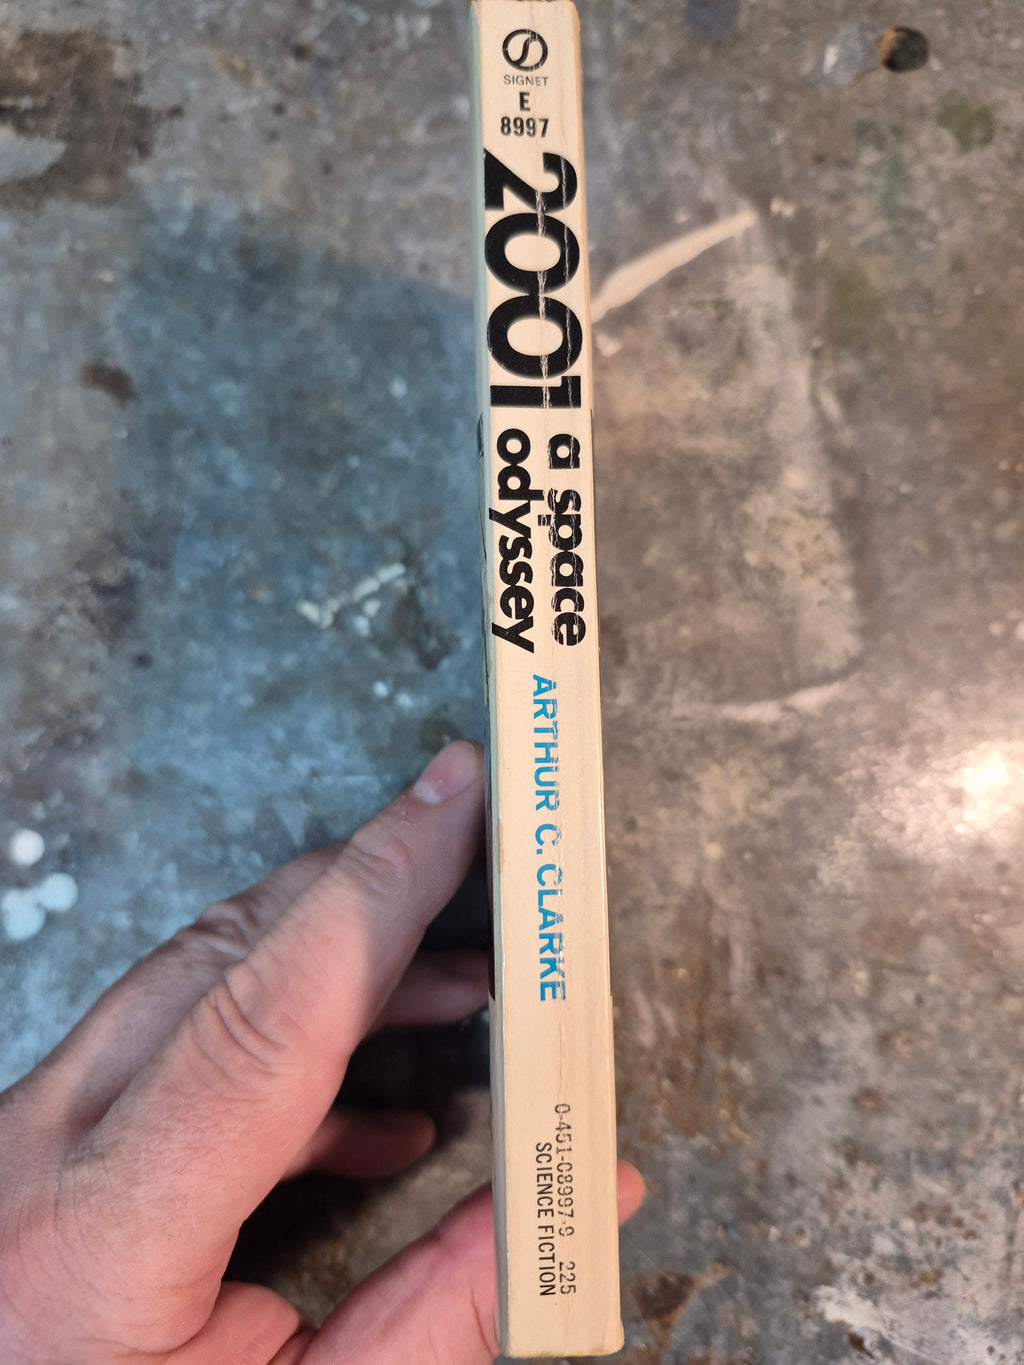 SIGNET
E
8997
2001
a space
odyssey
ARTHUR C. CLARKE
0-451-08997-9 225
SCIENCE FICTION